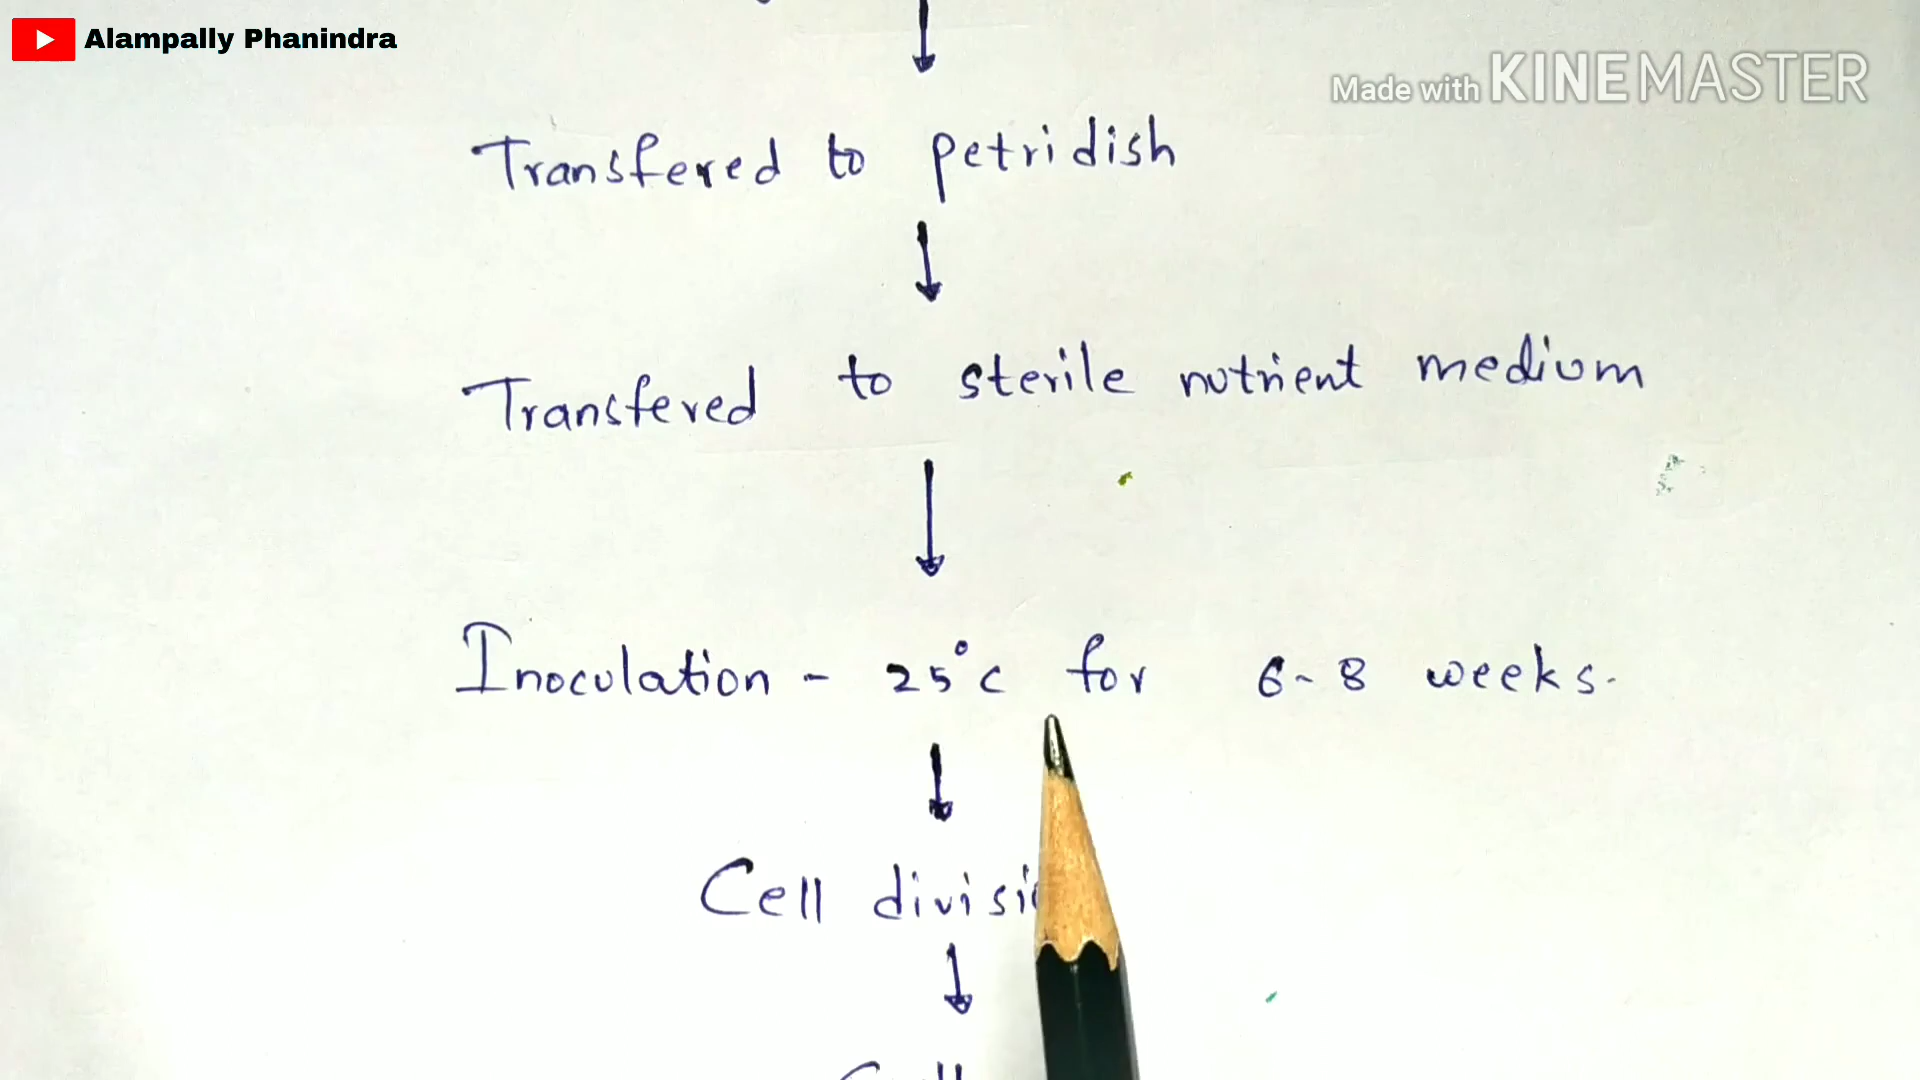 Alampally Phanindra
Made with KINEMASTER
Transfered to petridish
Transfered to sterile nutrient medium
Inoculation - 25°c for 6-8 weeks.
Cell